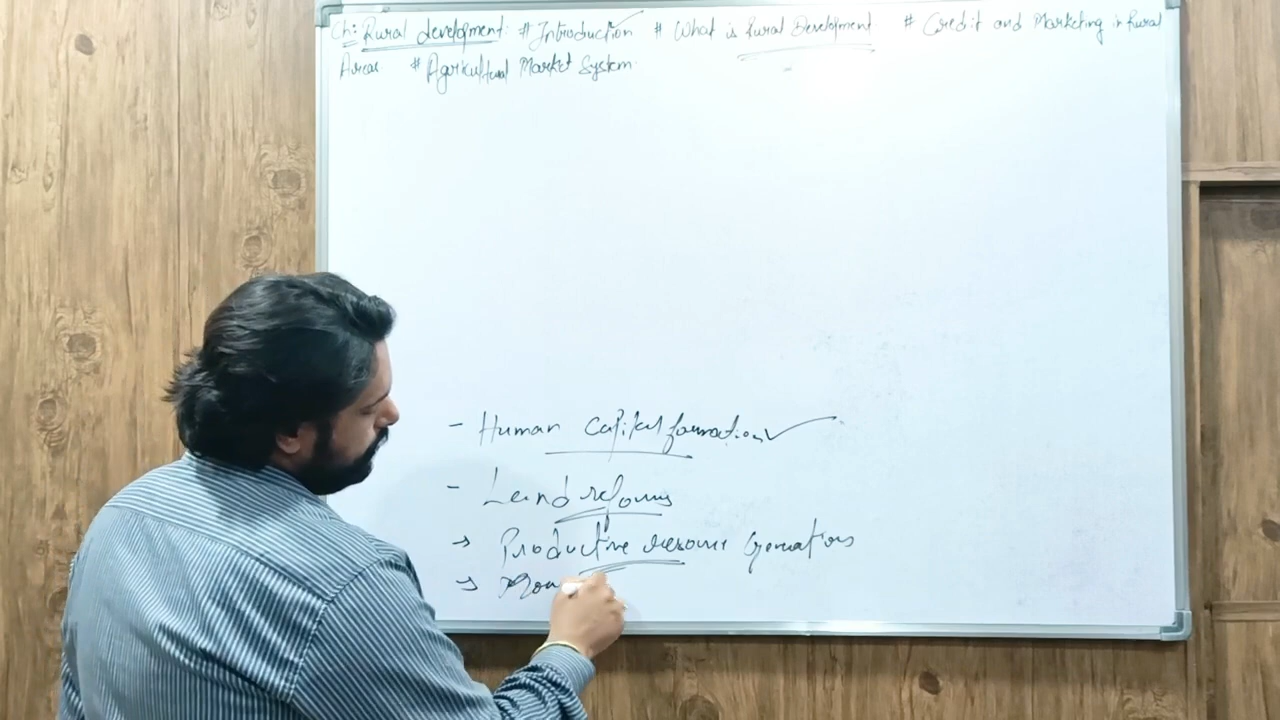 Ch: Rural development: # Introduction # What is Rural Development # Credit and Marketing in Rural
Areas # Agricultural Market System.
- Human Capital formation
- Land reforms
→ Productive resource